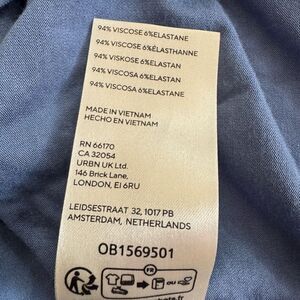 94% VISCOSE 6%ELASTANE
94% VISCOSE 6%ÉLASTHANNE
94% VISKOSE 6%ELASTAN
94% VISCOSA 6%ELASTAN
94% VISCOSA 6%ELASTANE
MADE IN VIETNAM
HECHO EN VIETNAM
RN 66170
CA 32054
URBN UK Ltd.
146 Brick Lane,
LONDON, E1 6RU
LEIDSESTRAAT 32, 1017 PB
AMSTERDAM, NETHERLANDS
OB1569501
FR